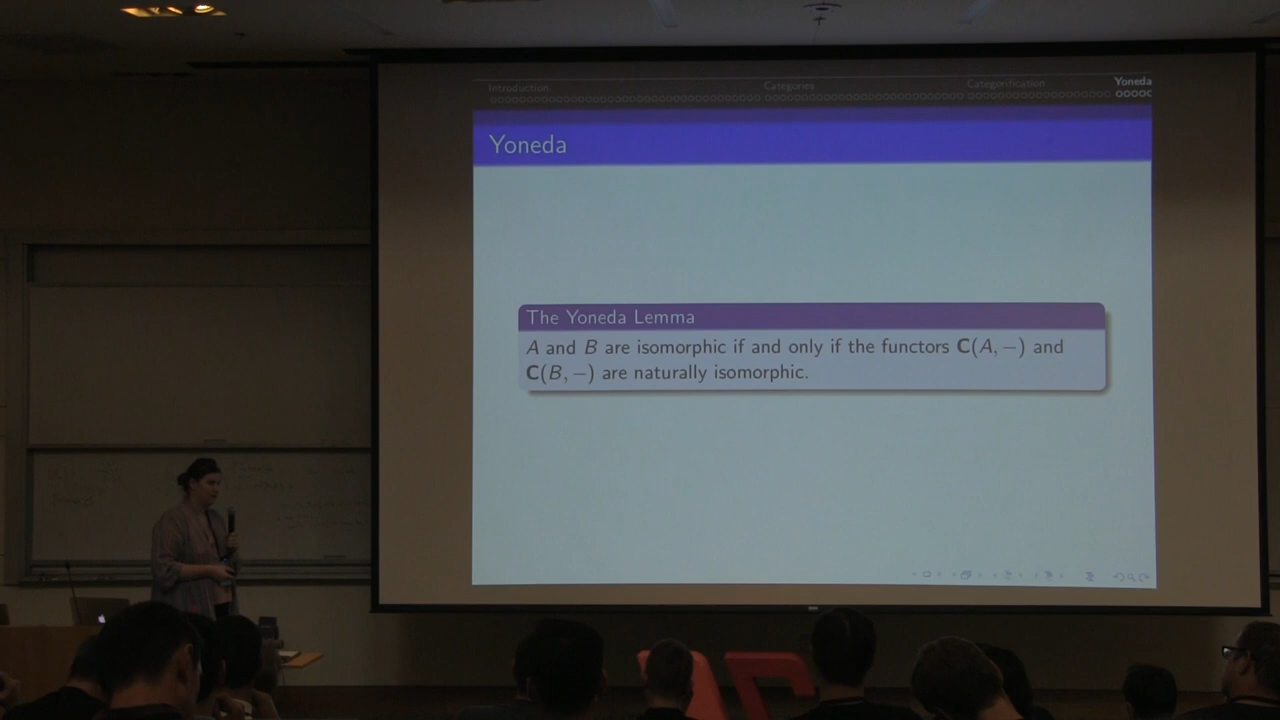 Introduction Categories Categorification Yoneda
Yoneda
The Yoneda Lemma
A and B are isomorphic if and only if the functors C(A, −) and
C(B, −) are naturally isomorphic.